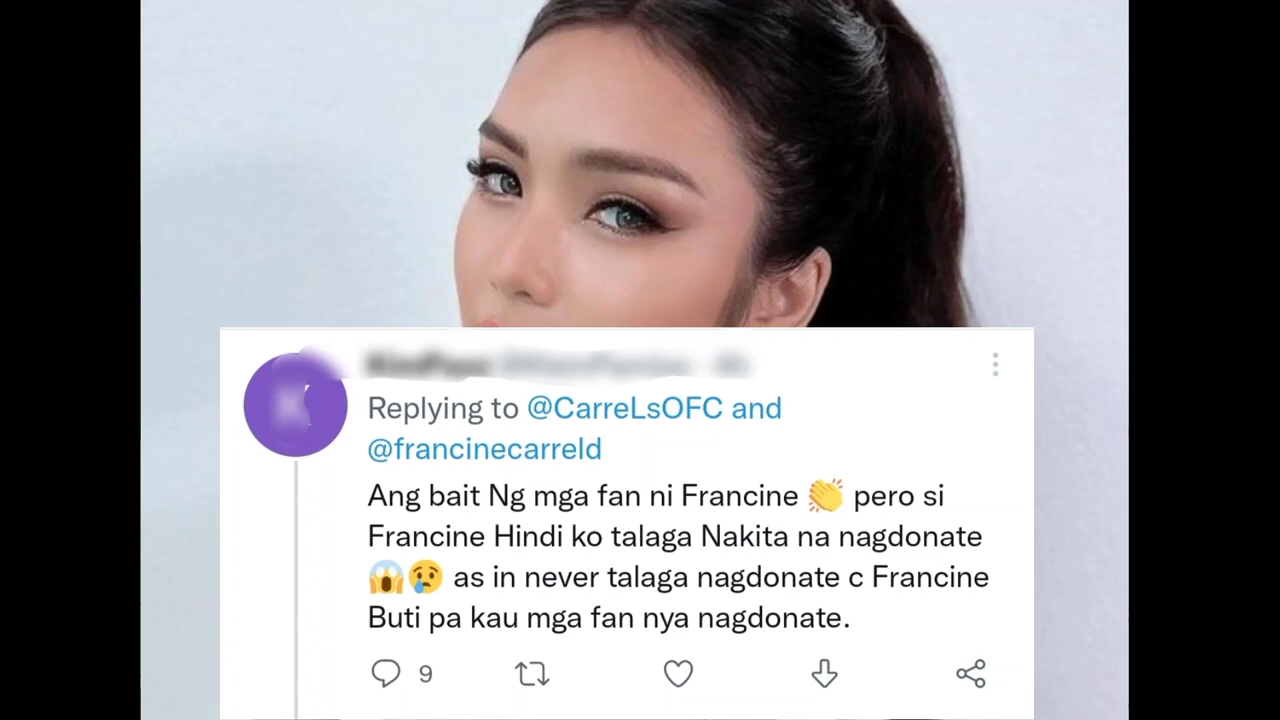 Replying to @CarreLsOFC and
@francinecarreld
Ang bait Ng mga fan ni Francine 👏 pero si
Francine Hindi ko talaga Nakita na nagdonate
😱😢 as in never talaga nagdonate c Francine
Buti pa kau mga fan nya nagdonate.
9